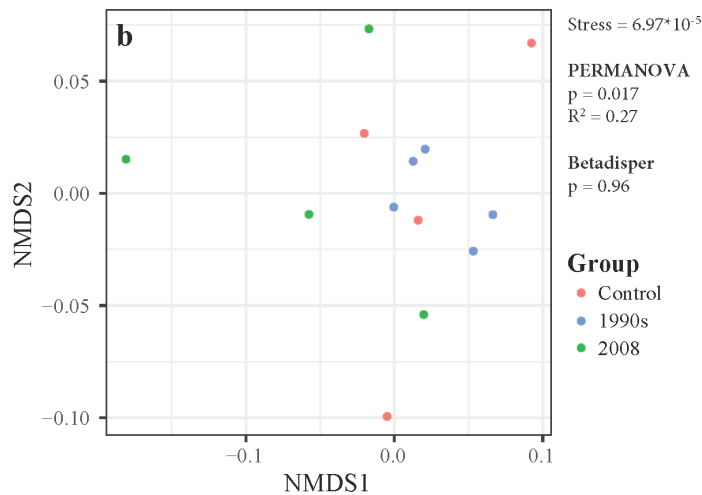 b
Stress = 6.97*10⁻⁵
PERMANOVA
p = 0.017
R² = 0.27
Betadisper
p = 0.96
Group
Control
1990s
2008
NMDS2
0.05
0.00
−0.05
−0.10
−0.1
0.0
0.1
NMDS1